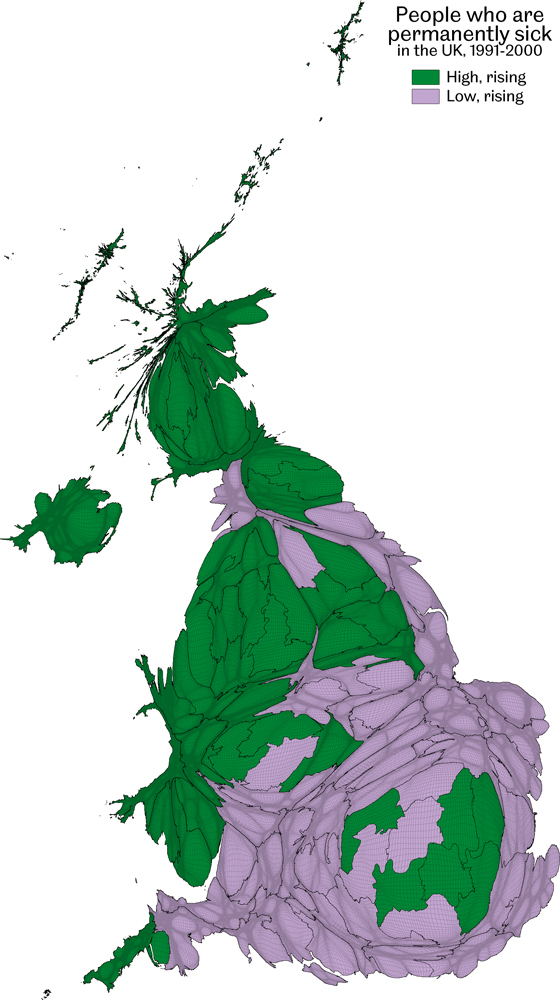 People who are
permanently sick
in the UK, 1991-2000
High, rising
Low, rising